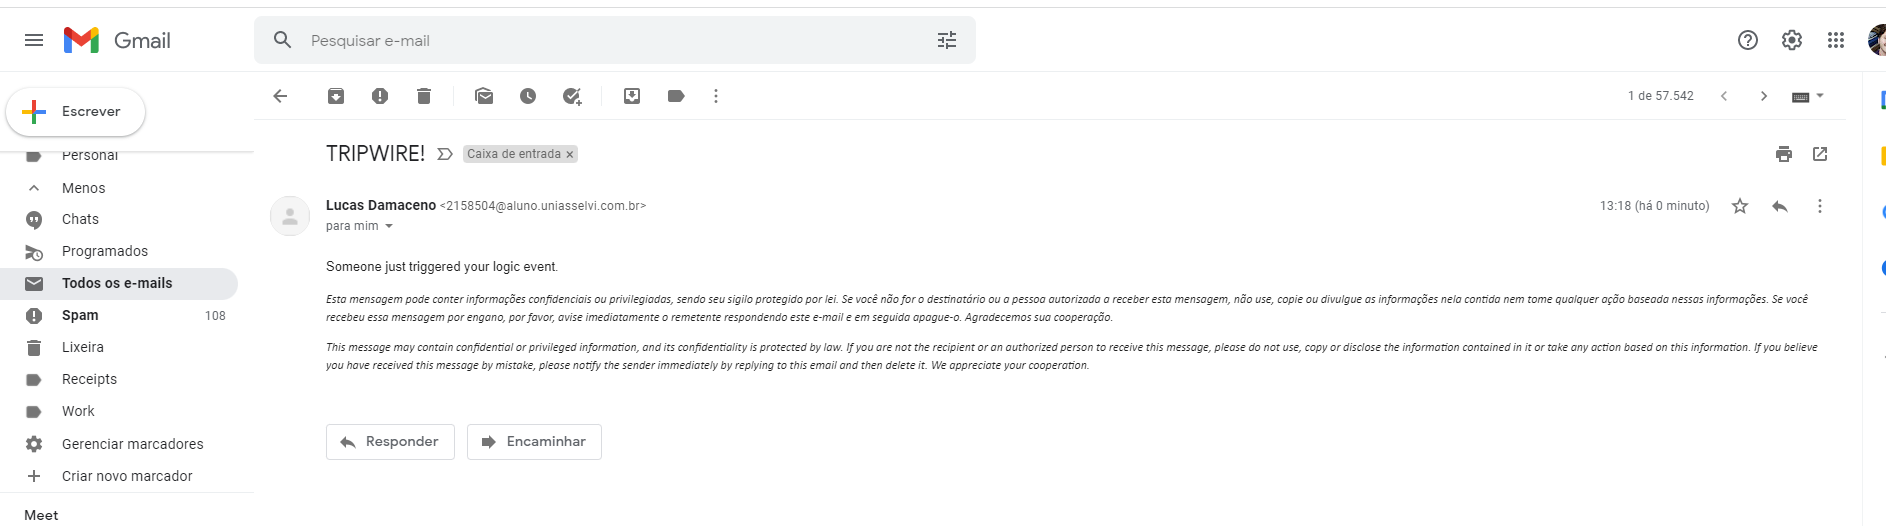 Gmail
Pesquisar e-mail
Escrever
1 de 57.542
Personal
Menos
Chats
Programados
Todos os e-mails
Spam 108
Lixeira
Receipts
Work
Gerenciar marcadores
Criar novo marcador
Meet
TRIPWIRE! Caixa de entrada ×
Lucas Damaceno <2158504@aluno.uniasselvi.com.br> 13:18 (há 0 minuto)
para mim
Someone just triggered your logic event.
Esta mensagem pode conter informações confidenciais ou privilegiadas, sendo seu sigilo protegido por lei. Se você não for o destinatário ou a pessoa autorizada a receber esta mensagem, não use, copie ou divulgue as informações nela contida nem tome qualquer ação baseada nessas informações. Se você
recebeu essa mensagem por engano, por favor, avise imediatamente o remetente respondendo este e-mail e em seguida apague-o. Agradecemos sua cooperação.
This message may contain confidential or privileged information, and its confidentiality is protected by law. If you are not the recipient or an authorized person to receive this message, please do not use, copy or disclose the information contained in it or take any action based on this information. If you believe
you have received this message by mistake, please notify the sender immediately by replying to this email and then delete it. We appreciate your cooperation.
Responder
Encaminhar